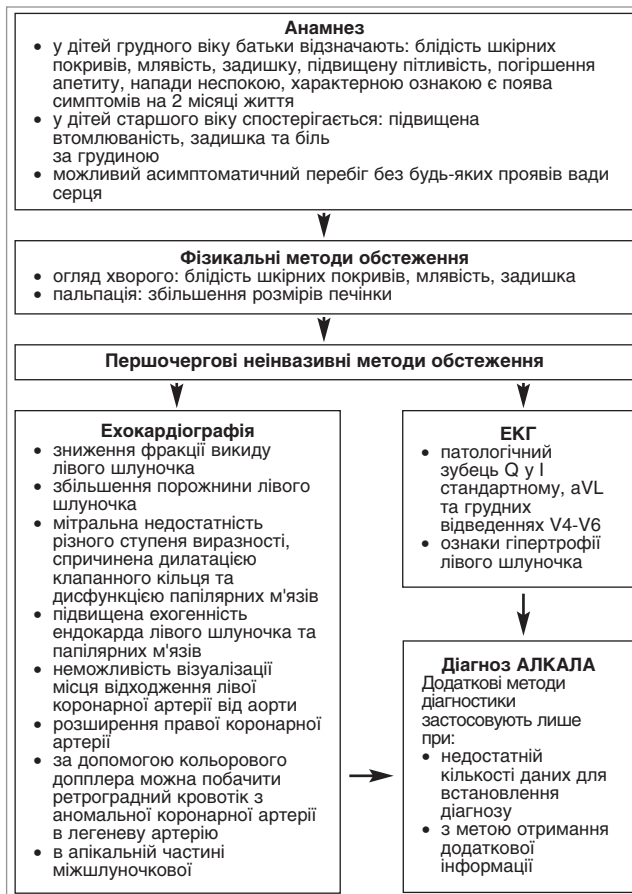 Анамнез
• у дітей грудного віку батьки відзначають: блідість шкірних
покривів, млявість, задишку, підвищену пітливість, погіршення
апетиту, напади неспокою, характерною ознакою є поява
симптомів на 2 місяці життя
• у дітей старшого віку спостерігається: підвищена
втомлюваність, задишка та біль
за грудиною
• можливий асимптоматичний перебіг без будь-яких проявів вади
серця
Фізикальні методи обстеження
• огляд хворого: блідість шкірних покривів, млявість, задишка
• пальпація: збільшення розмірів печінки
Першочергові неінвазивні методи обстеження
Ехокардіографія
• зниження фракції викиду
лівого шлуночка
• збільшення порожнини лівого
шлуночка
• мітральна недостатність
різного ступеня виразності,
спричинена дилатацією
клапанного кільця та
дисфункцією папілярних м'язів
• підвищена ехогенність
ендокарда лівого шлуночка та
папілярних м'язів
• неможливість візуалізації
місця відходження лівої
коронарної артерії від аорти
• розширення правої коронарної
артерії
• за допомогою кольорового
допплера можна побачити
ретроградний кровотік з
аномальної коронарної артерії
в легеневу артерію
• в апікальній частині
міжшлуночкової
ЕКГ
• патологічний
зубець Q у I
стандартному, aVL
та грудних
відведеннях V4-V6
• ознаки гіпертрофії
лівого шлуночка
Діагноз АЛКАЛА
Додаткові методи
діагностики
застосовують лише
при:
• недостатній
кількості даних для
встановлення
діагнозу
• з метою отримання
додаткової
інформації